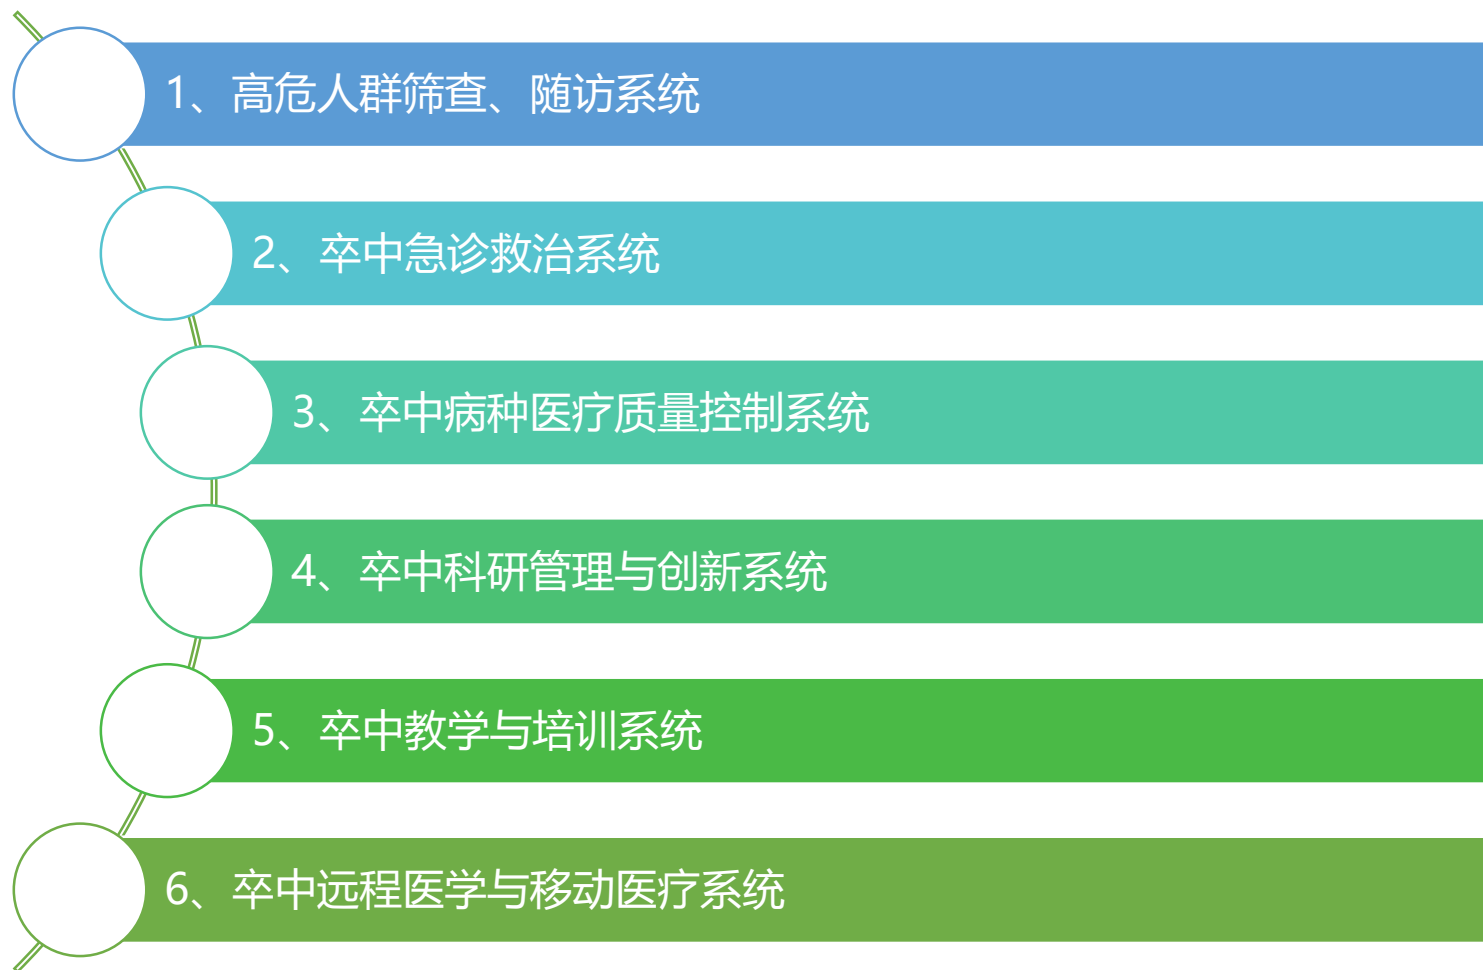 1、高危人群筛查、随访系统
2、卒中急诊救治系统
3、卒中病种医疗质量控制系统
4、卒中科研管理与创新系统
5、卒中教学与培训系统
6、卒中远程医学与移动医疗系统